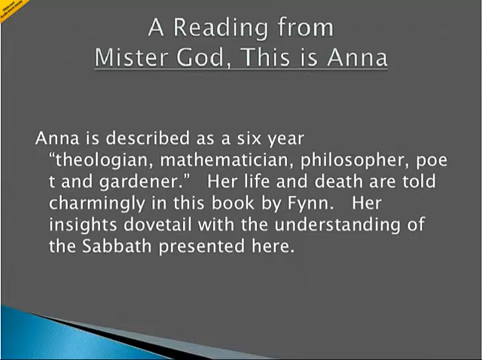 A Reading from
Mister God, This is Anna
Anna is described as a six year
“theologian, mathematician, philosopher, poe
t and gardener.” Her life and death are told
charmingly in this book by Fynn. Her
insights dovetail with the understanding of
the Sabbath presented here.